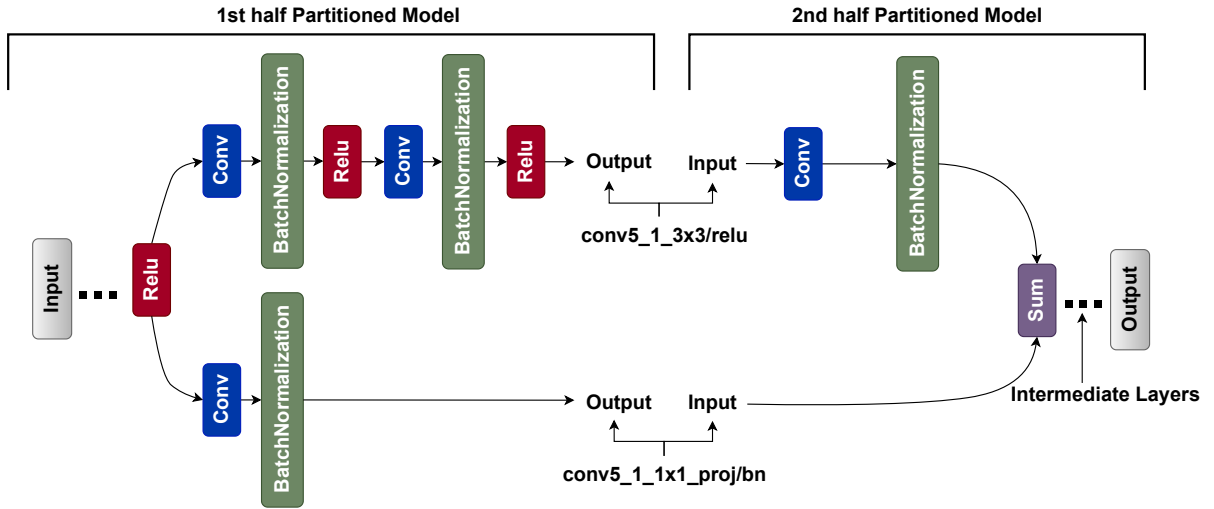 1st half Partitioned Model
2nd half Partitioned Model
Input
Relu
Conv
BatchNormalization
Relu
Conv
BatchNormalization
Relu
Output
Input
conv5_1_3x3/relu
Conv
BatchNormalization
Conv
BatchNormalization
Output
Input
conv5_1_1x1_proj/bn
Sum
Output
Intermediate Layers